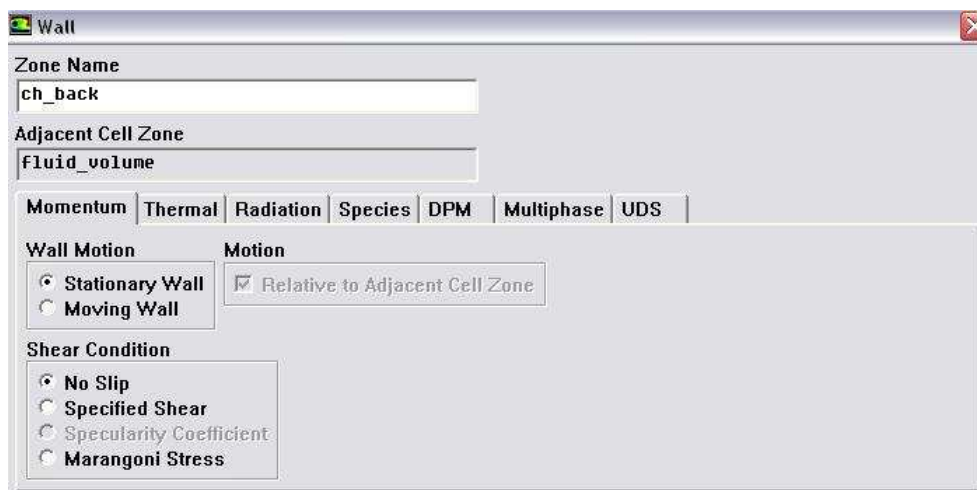 Wall
Zone Name
ch_back
Adjacent Cell Zone
fluid_volume
Momentum Thermal Radiation Species DPM Multiphase UDS
Wall Motion Motion
Stationary Wall Relative to Adjacent Cell Zone
Moving Wall
Shear Condition
No Slip
Specified Shear
Specularity Coefficient
Marangoni Stress